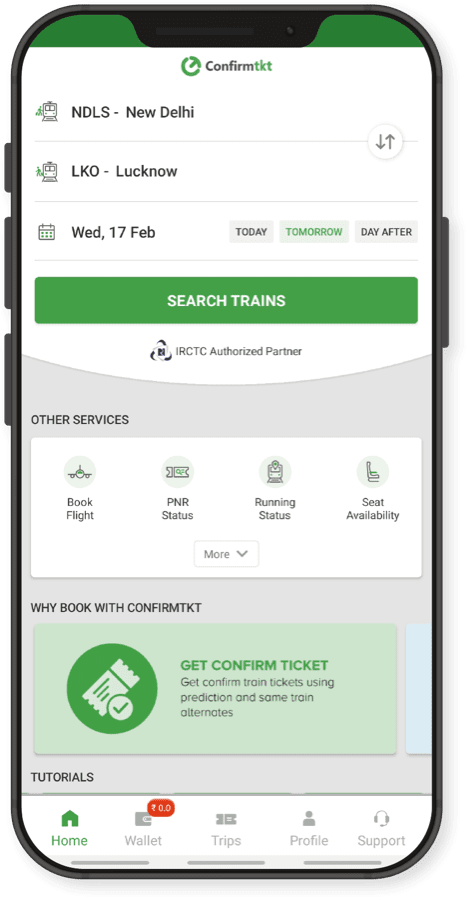 Confirmtkt
NDLS - New Delhi
LKO - Lucknow
Wed, 17 Feb
TODAY
TOMORROW
DAY AFTER
SEARCH TRAINS
IRCTC Authorized Partner
OTHER SERVICES
Book
Flight
PNR
Status
Running
Status
Seat
Availability
More
WHY BOOK WITH CONFIRMTKT
GET CONFIRM TICKET
Get confirm train tickets using
prediction and same train
alternates
TUTORIALS
₹ 0.0
Home
Wallet
Trips
Profile
Support